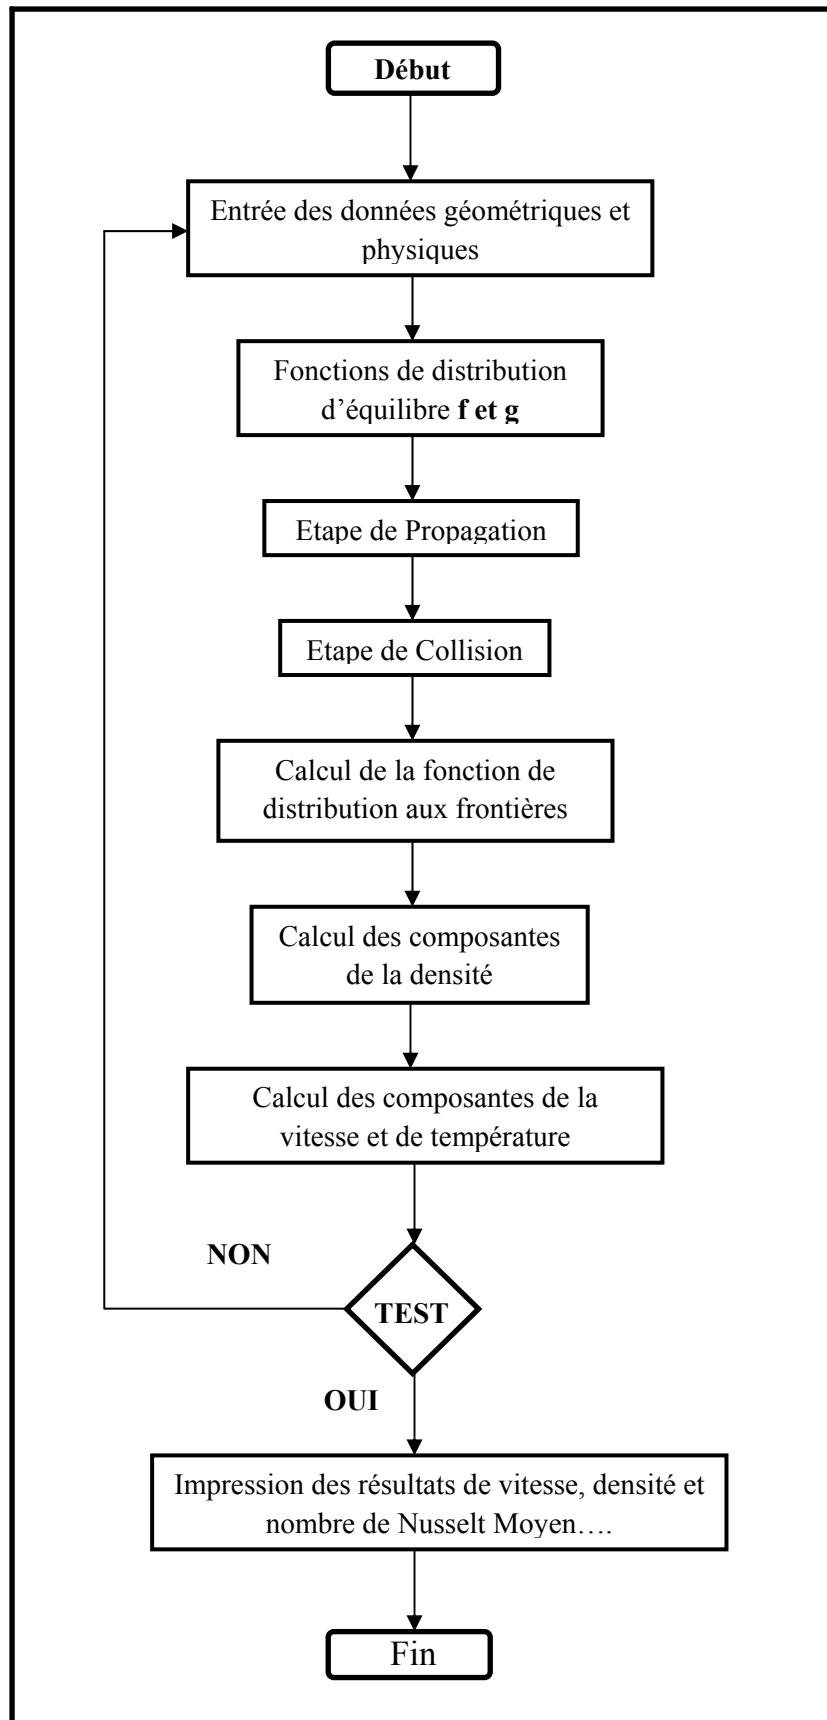 Début
Entrée des données géométriques et
physiques
Fonctions de distribution
d’équilibre f et g
Etape de Propagation
Etape de Collision
Calcul de la fonction de
distribution aux frontières
Calcul des composantes
de la densité
Calcul des composantes de la
vitesse et de température
NON
TEST
OUI
Impression des résultats de vitesse, densité et
nombre de Nusselt Moyen….
Fin